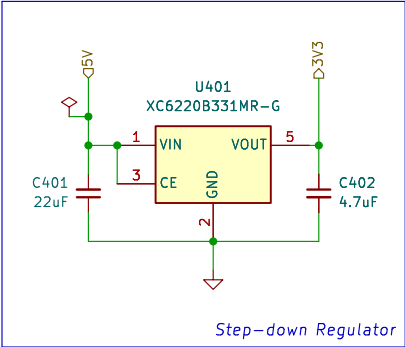 5V
3V3
U401
XC6220B331MR-G
1
VIN
VOUT
5
3
CE
GND
2
C401
22uF
C402
4.7uF
Step-down Regulator